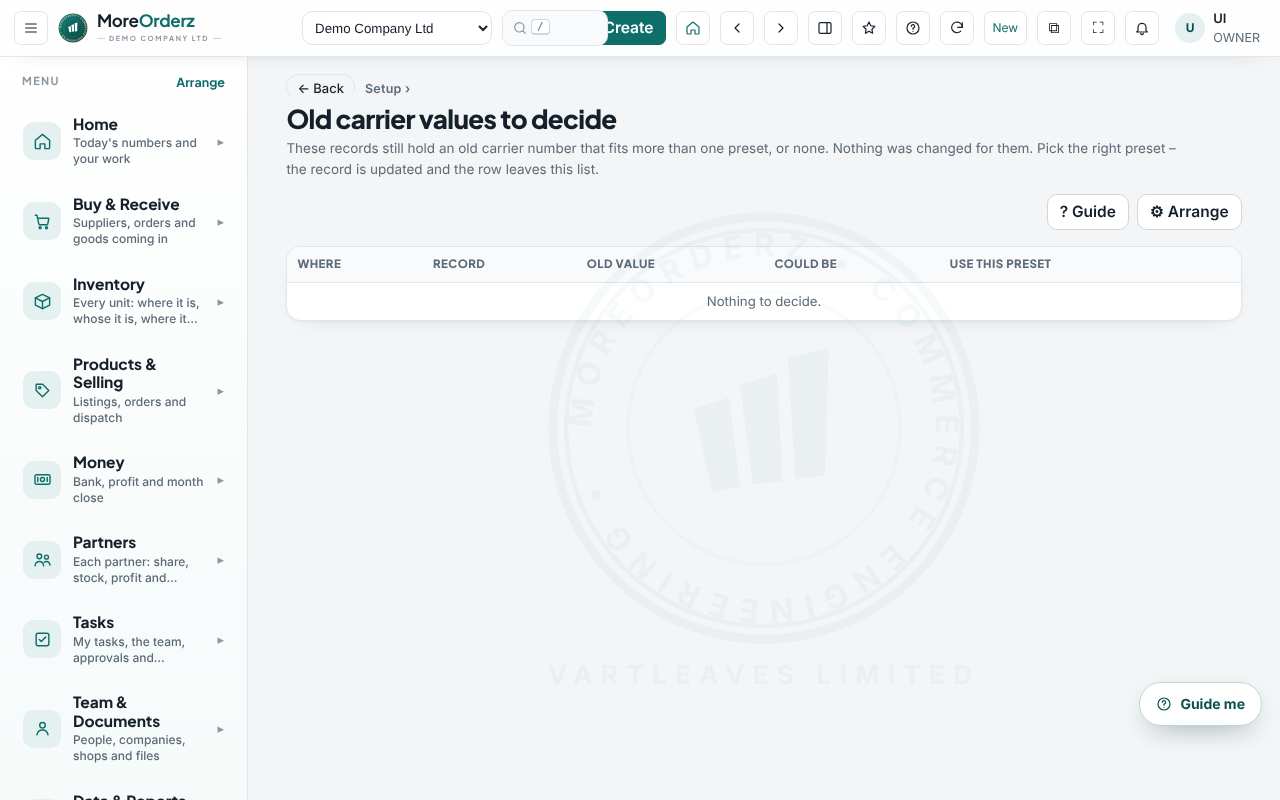 MoreOrderz
— DEMO COMPANY LTD —
Demo Company Ltd
/
Create
New
U
UI
OWNER
MENU
Arrange
Home
Today's numbers and
your work
Buy & Receive
Suppliers, orders and
goods coming in
Inventory
Every unit: where it is,
whose it is, where it...
Products &
Selling
Listings, orders and
dispatch
Money
Bank, profit and month
close
Partners
Each partner: share,
stock, profit and...
Tasks
My tasks, the team,
approvals and...
Team &
Documents
People, companies,
shops and files
← Back
Setup ›
Old carrier values to decide
These records still hold an old carrier number that fits more than one preset, or none. Nothing was changed for them. Pick the right preset –
the record is updated and the row leaves this list.
? Guide
⚙ Arrange
WHERE RECORD OLD VALUE COULD BE USE THIS PRESET
Nothing to decide.
MOREORDERZ COMMERCE ENGINEERING
VARTLEAVES LIMITED
Guide me